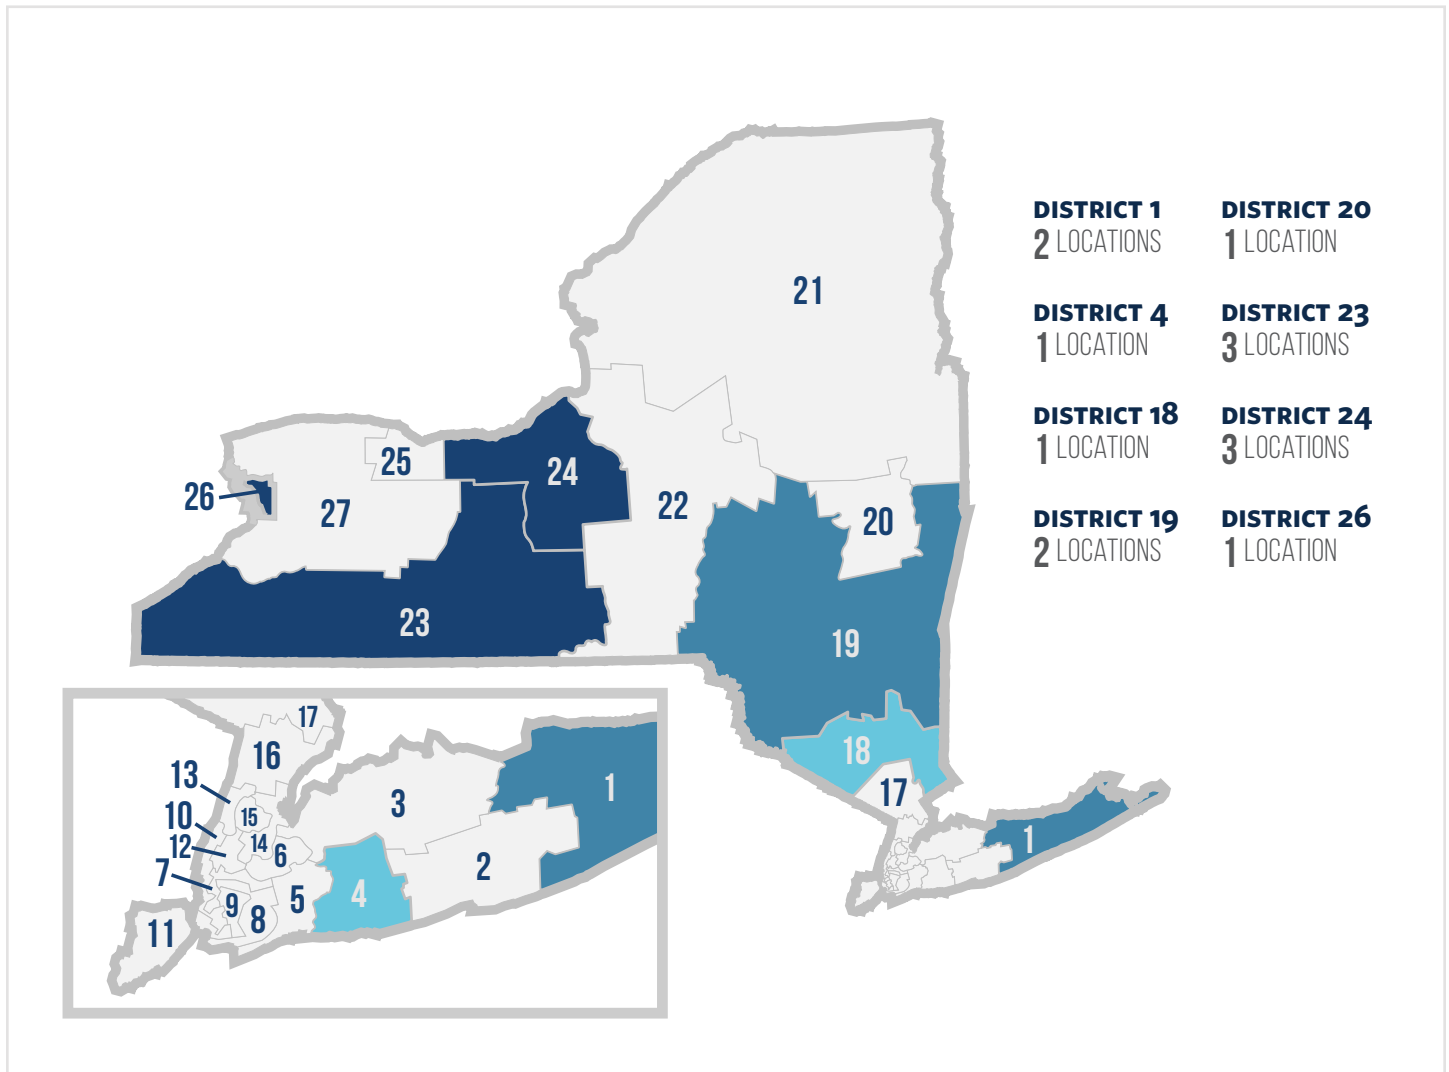 DISTRICT 1
2 LOCATIONS
DISTRICT 4
1 LOCATION
DISTRICT 18
1 LOCATION
DISTRICT 19
2 LOCATIONS
DISTRICT 20
1 LOCATION
DISTRICT 23
3 LOCATIONS
DISTRICT 24
3 LOCATIONS
DISTRICT 26
1 LOCATION
21
25
24
26
27
22
20
23
19
18
17
1
17
16
13
3
1
10
15
12
14
6
7
2
5
4
9
8
11